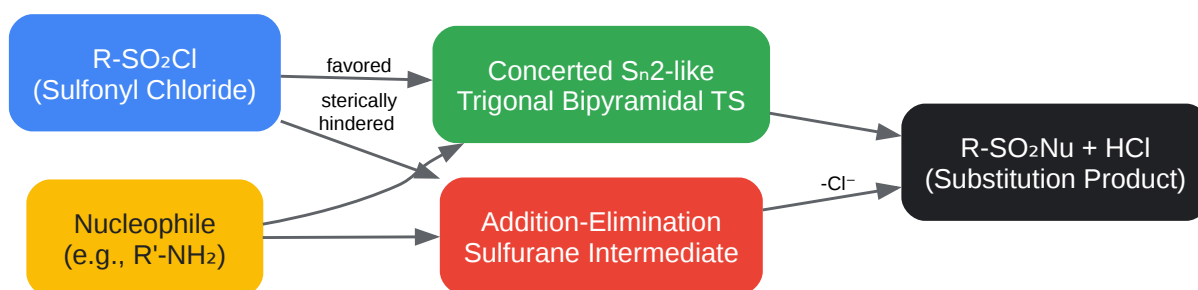 R-SO₂Cl
(Sulfonyl Chloride)
favored
sterically
hindered
Concerted Sₙ2-like
Trigonal Bipyramidal TS
R-SO₂Nu + HCl
(Substitution Product)
Nucleophile
(e.g., R'-NH₂)
Addition-Elimination
Sulfurane Intermediate
-Cl⁻